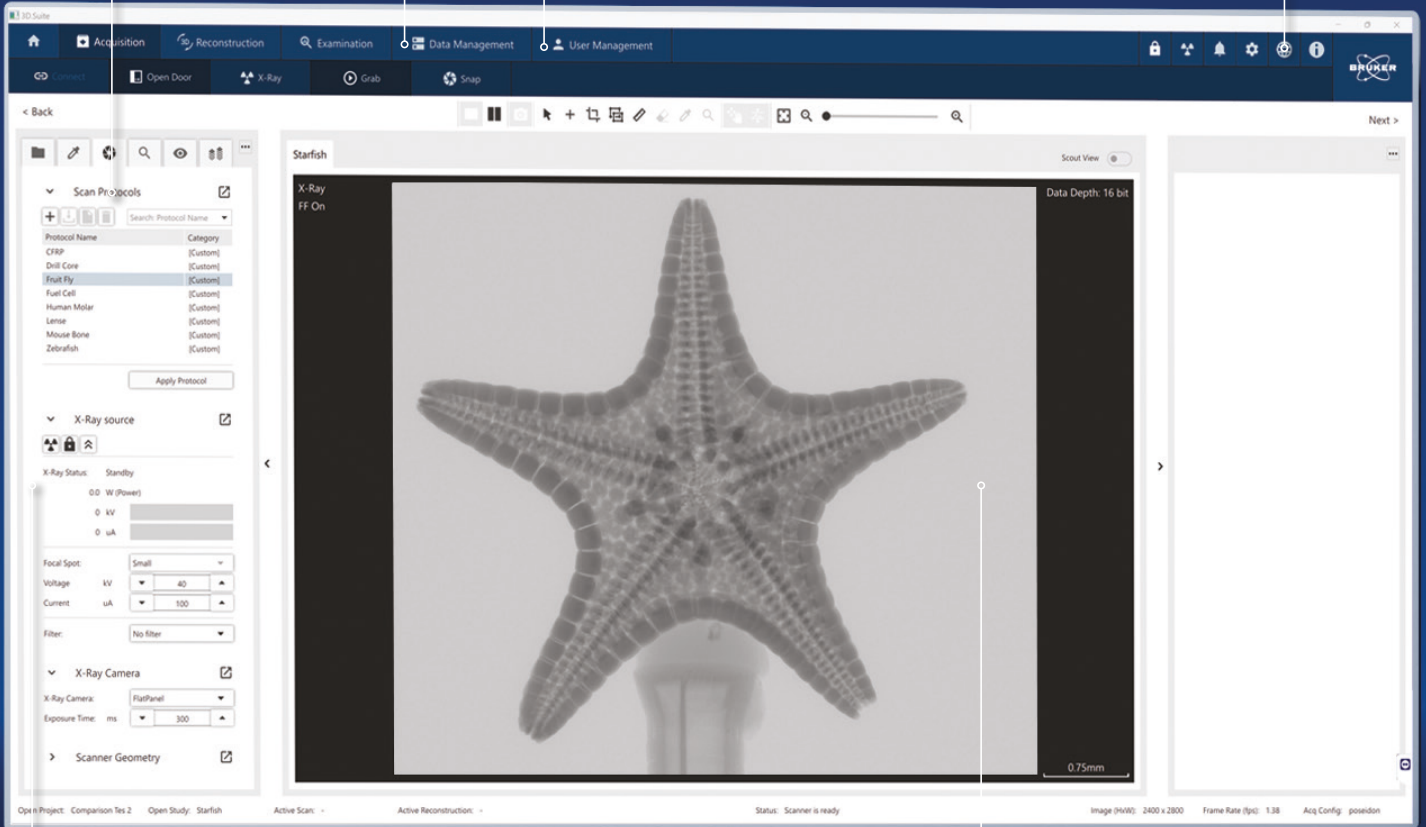 3D.Suite
Acquisition
3D Reconstruction
Examination
Data Management
User Management
BRUKER
Connect
Open Door
X-Ray
Grab
Snap
< Back
Next >
Scan Protocols
Search: Protocol Name
Protocol Name Category
CFRP [Custom]
Drill Core [Custom]
Fruit Fly [Custom]
Fuel Cell [Custom]
Human Molar [Custom]
Lense [Custom]
Mouse Bone [Custom]
Zebrafish [Custom]
Apply Protocol
X-Ray source
X-Ray Status: Standby
0.0 W (Power)
0 kV
0 uA
Focal Spot: Small
Voltage kV 40
Current uA 100
Filter: No filter
X-Ray Camera
X-Ray Camera: FlatPanel
Exposure Time: ms 300
Scanner Geometry
Starfish
Scout View
X-Ray
FF On
Data Depth: 16 bit
0.75mm
Open Project: Comparison Tes 2 Open Study: Starfish Active Scan: - Active Reconstruction: - Status: Scanner is ready Image (HxW): 2400 x 2800 Frame Rate (fps): 1.38 Acq Config: poseidon